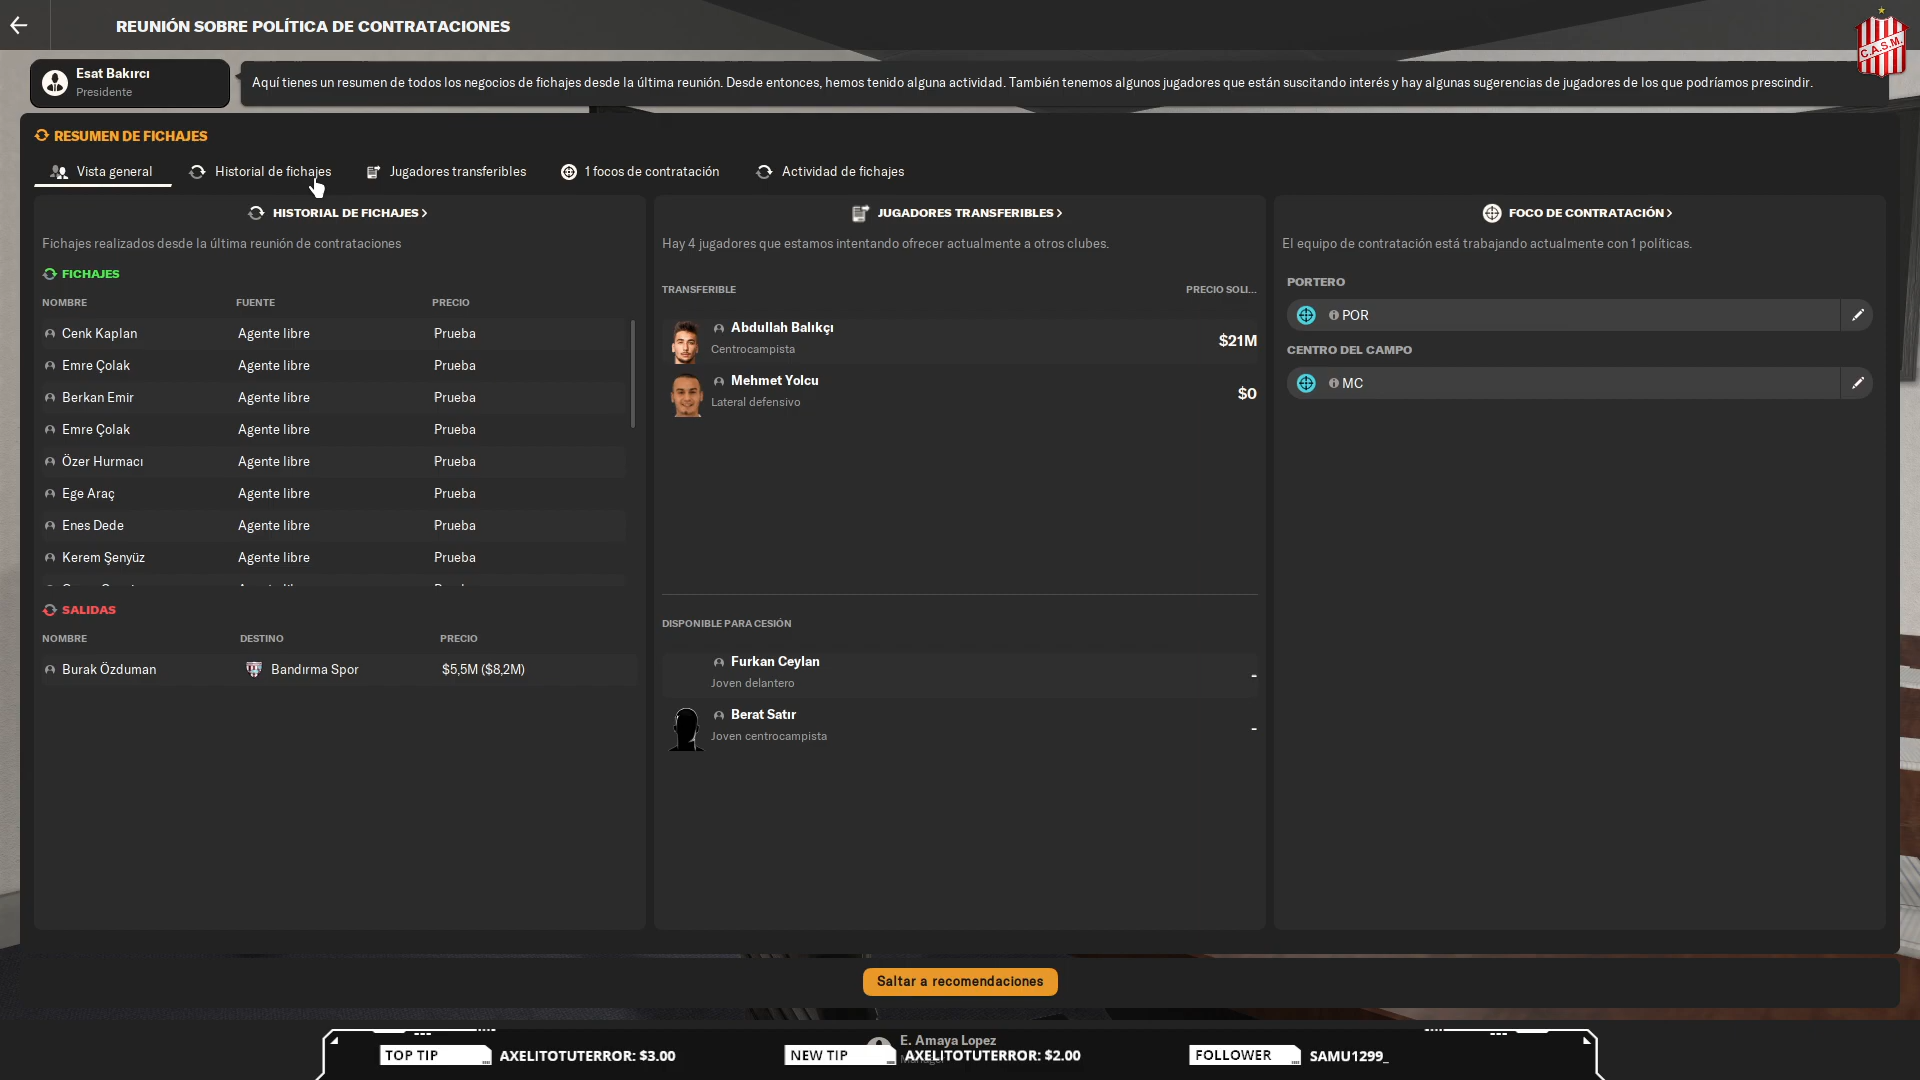 REUNIÓN SOBRE POLÍTICA DE CONTRATACIONES
C.A.S.M.
Esat Bakırcı
Presidente
Aquí tienes un resumen de todos los negocios de fichajes desde la última reunión. Desde entonces, hemos tenido alguna actividad. También tenemos algunos jugadores que están suscitando interés y hay algunas sugerencias de jugadores de los que podríamos prescindir.
RESUMEN DE FICHAJES
Vista general Historial de fichajes Jugadores transferibles 1 focos de contratación Actividad de fichajes
HISTORIAL DE FICHAJES >
Fichajes realizados desde la última reunión de contrataciones
FICHAJES
NOMBRE FUENTE PRECIO
Cenk Kaplan Agente libre Prueba
Emre Çolak Agente libre Prueba
Berkan Emir Agente libre Prueba
Emre Çolak Agente libre Prueba
Özer Hurmacı Agente libre Prueba
Ege Araç Agente libre Prueba
Enes Dede Agente libre Prueba
Kerem Şenyüz Agente libre Prueba
SALIDAS
NOMBRE DESTINO PRECIO
Burak Özduman Bandırma Spor $5,5M ($8,2M)
JUGADORES TRANSFERIBLES >
Hay 4 jugadores que estamos intentando ofrecer actualmente a otros clubes.
TRANSFERIBLE PRECIO SOLI...
Abdullah Balıkçı
Centrocampista
$21M
Mehmet Yolcu
Lateral defensivo
$0
DISPONIBLE PARA CESIÓN
Furkan Ceylan
Joven delantero
-
Berat Satır
Joven centrocampista
-
FOCO DE CONTRATACIÓN >
El equipo de contratación está trabajando actualmente con 1 políticas.
PORTERO
POR
CENTRO DEL CAMPO
MC
Saltar a recomendaciones
E. Amaya Lopez
TOP TIP AXELITOTUTERROR: $3.00
NEW TIP AXELITOTUTERROR: $2.00
FOLLOWER SAMU1299_